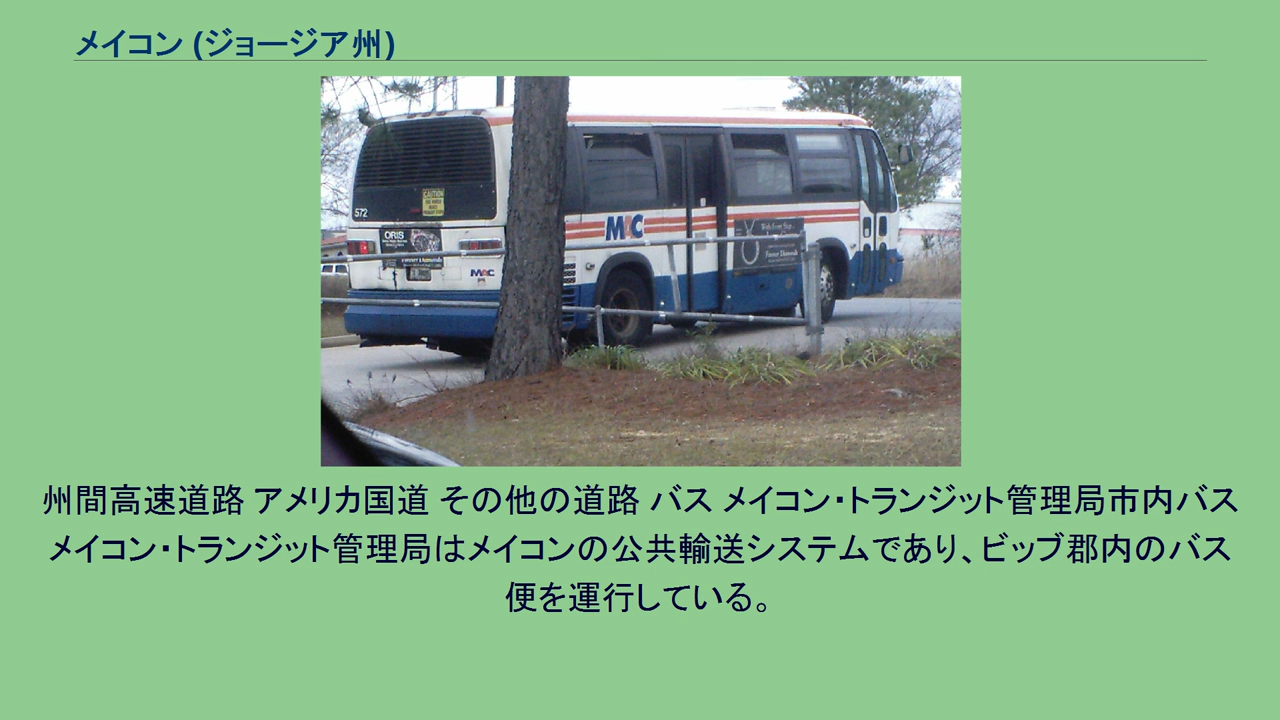 メイコン (ジョージア州)
CAUTION
572
MAC
ORIS
MAC
With Every Step...
Forever Diamonds
州間高速道路 アメリカ国道 その他の道路 バス メイコン・トランジット管理局市内バス
メイコン・トランジット管理局はメイコンの公共輸送システムであり、ビッブ郡内のバス
便を運行している。